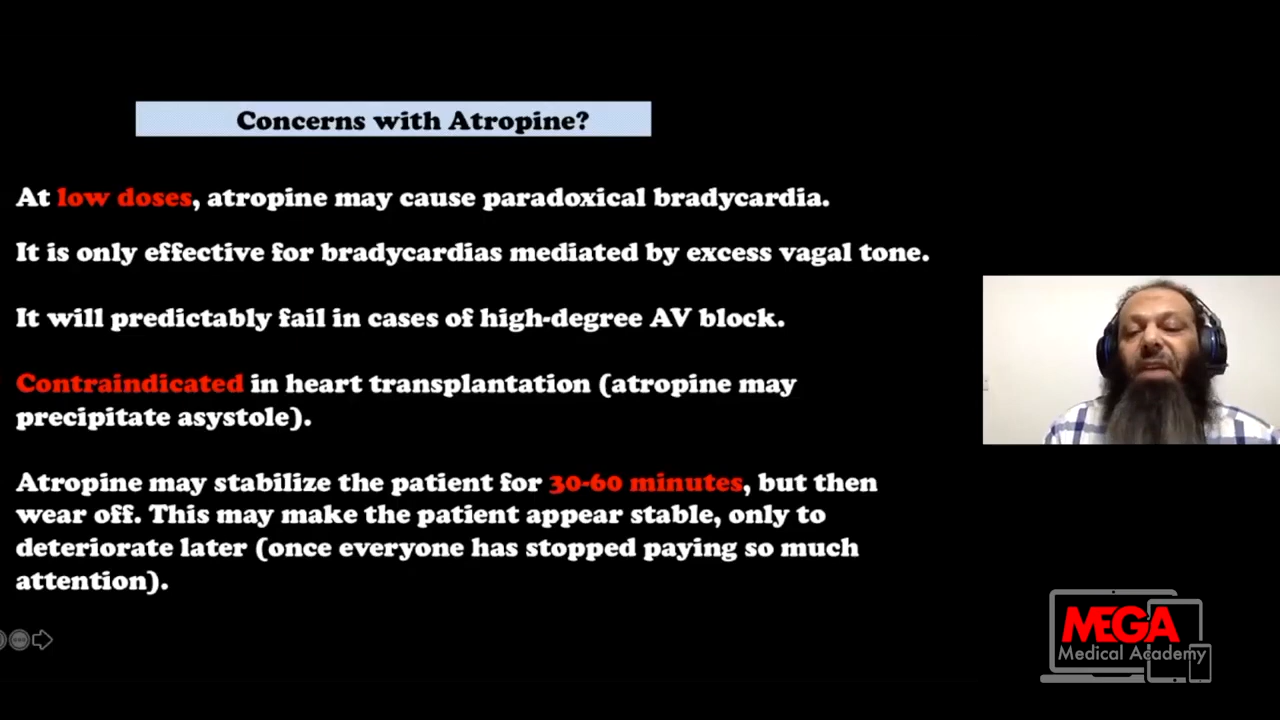 Concerns with Atropine?
At low doses, atropine may cause paradoxical bradycardia.
It is only effective for bradycardias mediated by excess vagal tone.
It will predictably fail in cases of high-degree AV block.
Contraindicated in heart transplantation (atropine may
precipitate asystole).
Atropine may stabilize the patient for 30-60 minutes, but then
wear off. This may make the patient appear stable, only to
deteriorate later (once everyone has stopped paying so much
attention).
MEGA
Medical Academy